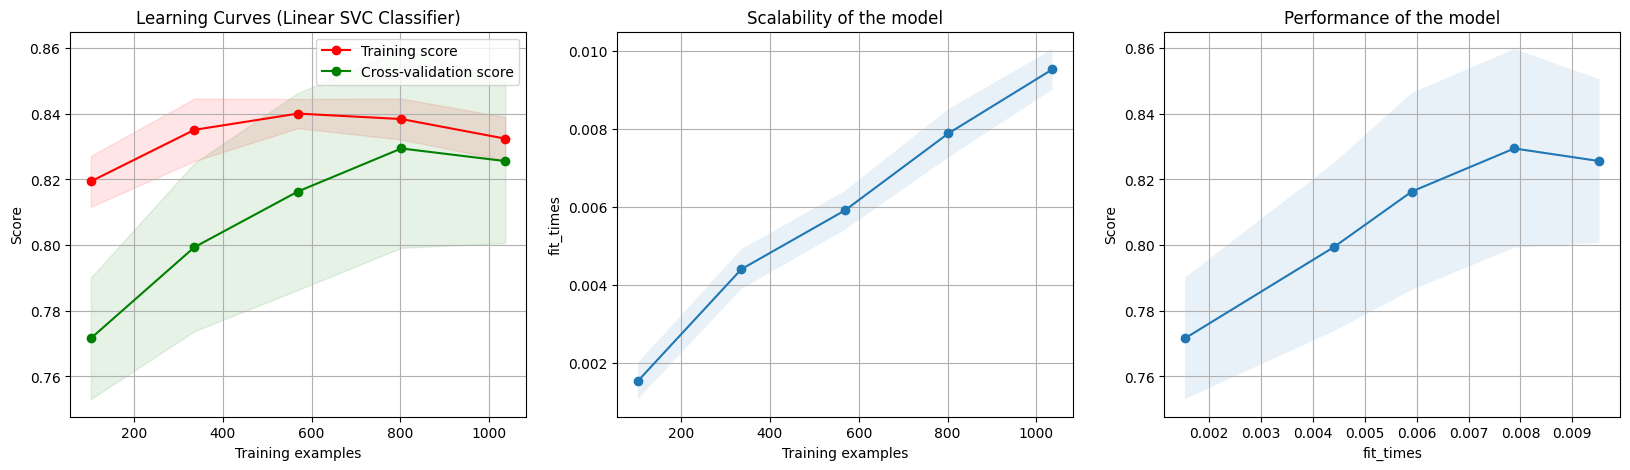 Learning Curves (Linear SVC Classifier)
Training score
Cross-validation score
0.86
0.84
0.82
0.80
0.78
0.76
Score
200 400 600 800 1000
Training examples
Scalability of the model
0.010
0.008
0.006
0.004
0.002
fit_times
200 400 600 800 1000
Training examples
Performance of the model
0.86
0.84
0.82
0.80
0.78
0.76
Score
0.002 0.003 0.004 0.005 0.006 0.007 0.008 0.009
fit_times